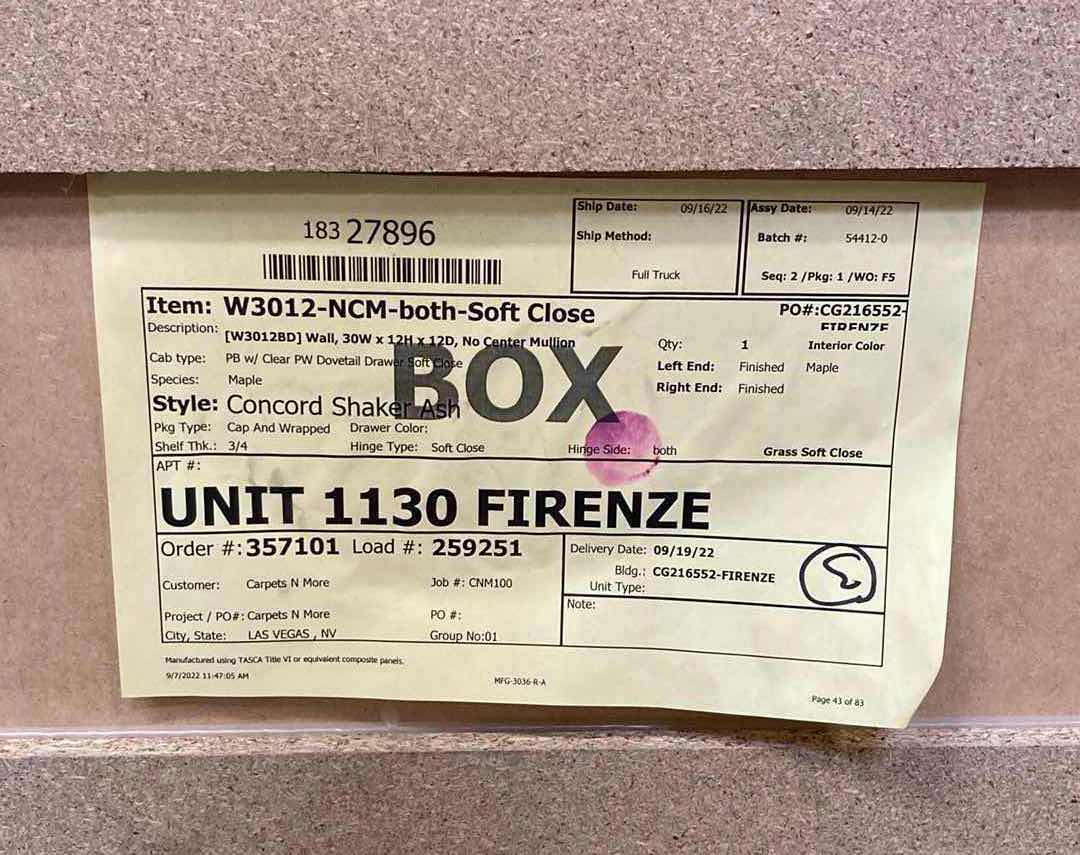 183 27896
Ship Date: 09/16/22
Ship Method:
Full Truck
Assy Date: 09/14/22
Batch #: 54412-0
Seq: 2 /Pkg: 1 /WO: F5
Item: W3012-NCM-both-Soft Close
PO#:CG216552-
FIRENZE
Description: [W3012BD] Wall, 30W x 12H x 12D, No Center Mullion
Qty: 1 Interior Color
Cab type: PB w/ Clear PW Dovetail Drawer Soft Close
Left End: Finished Maple
Species: Maple
Right End: Finished
BOX
Style: Concord Shaker Ash
Pkg Type: Cap And Wrapped Drawer Color:
Shelf Thk.: 3/4 Hinge Type: Soft Close Hinge Side: both Grass Soft Close
APT #:
UNIT 1130 FIRENZE
Order #: 357101 Load #: 259251
Delivery Date: 09/19/22
Bldg.: CG216552-FIRENZE
Unit Type:
Customer: Carpets N More Job #: CNM100
Note:
Project / PO#: Carpets N More PO #:
City, State: LAS VEGAS , NV Group No:01
Manufactured using TASCA Title VI or equivalent composite panels.
9/7/2022 11:47:05 AM
MFG-3036-R-A
Page 43 of 83